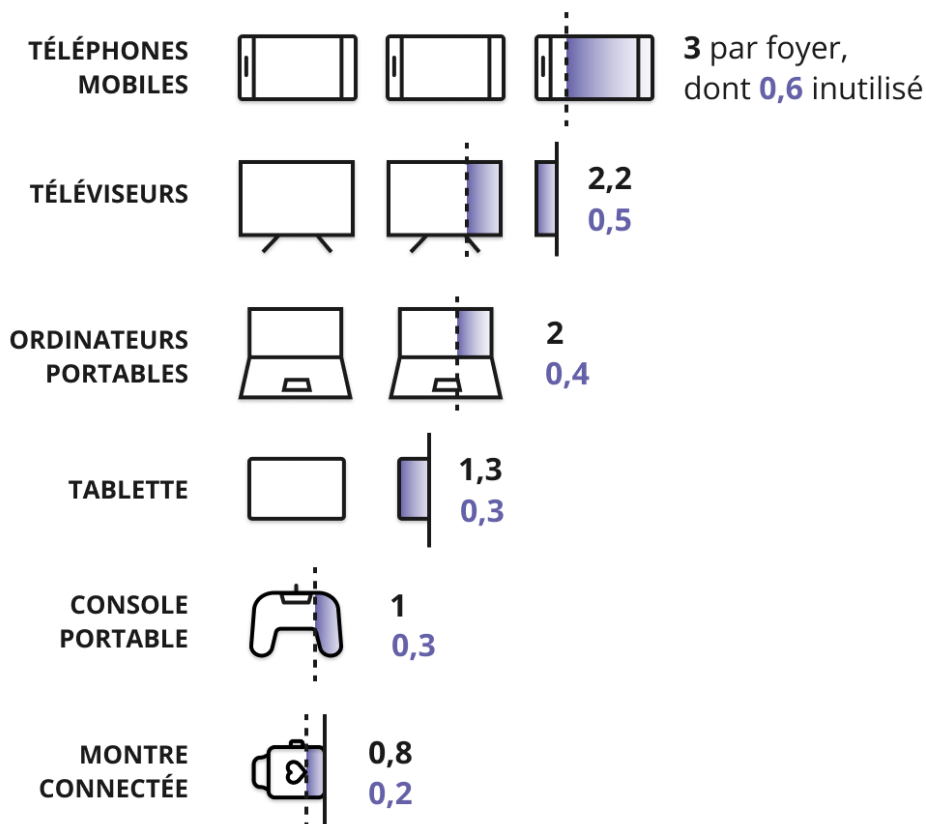 TÉLÉPHONES
MOBILES
3 par foyer,
dont 0,6 inutilisé
TÉLÉVISEURS
2,2
0,5
ORDINATEURS
PORTABLES
2
0,4
TABLETTE
1,3
0,3
CONSOLE
PORTABLE
1
0,3
MONTRE
CONNECTÉE
0,8
0,2